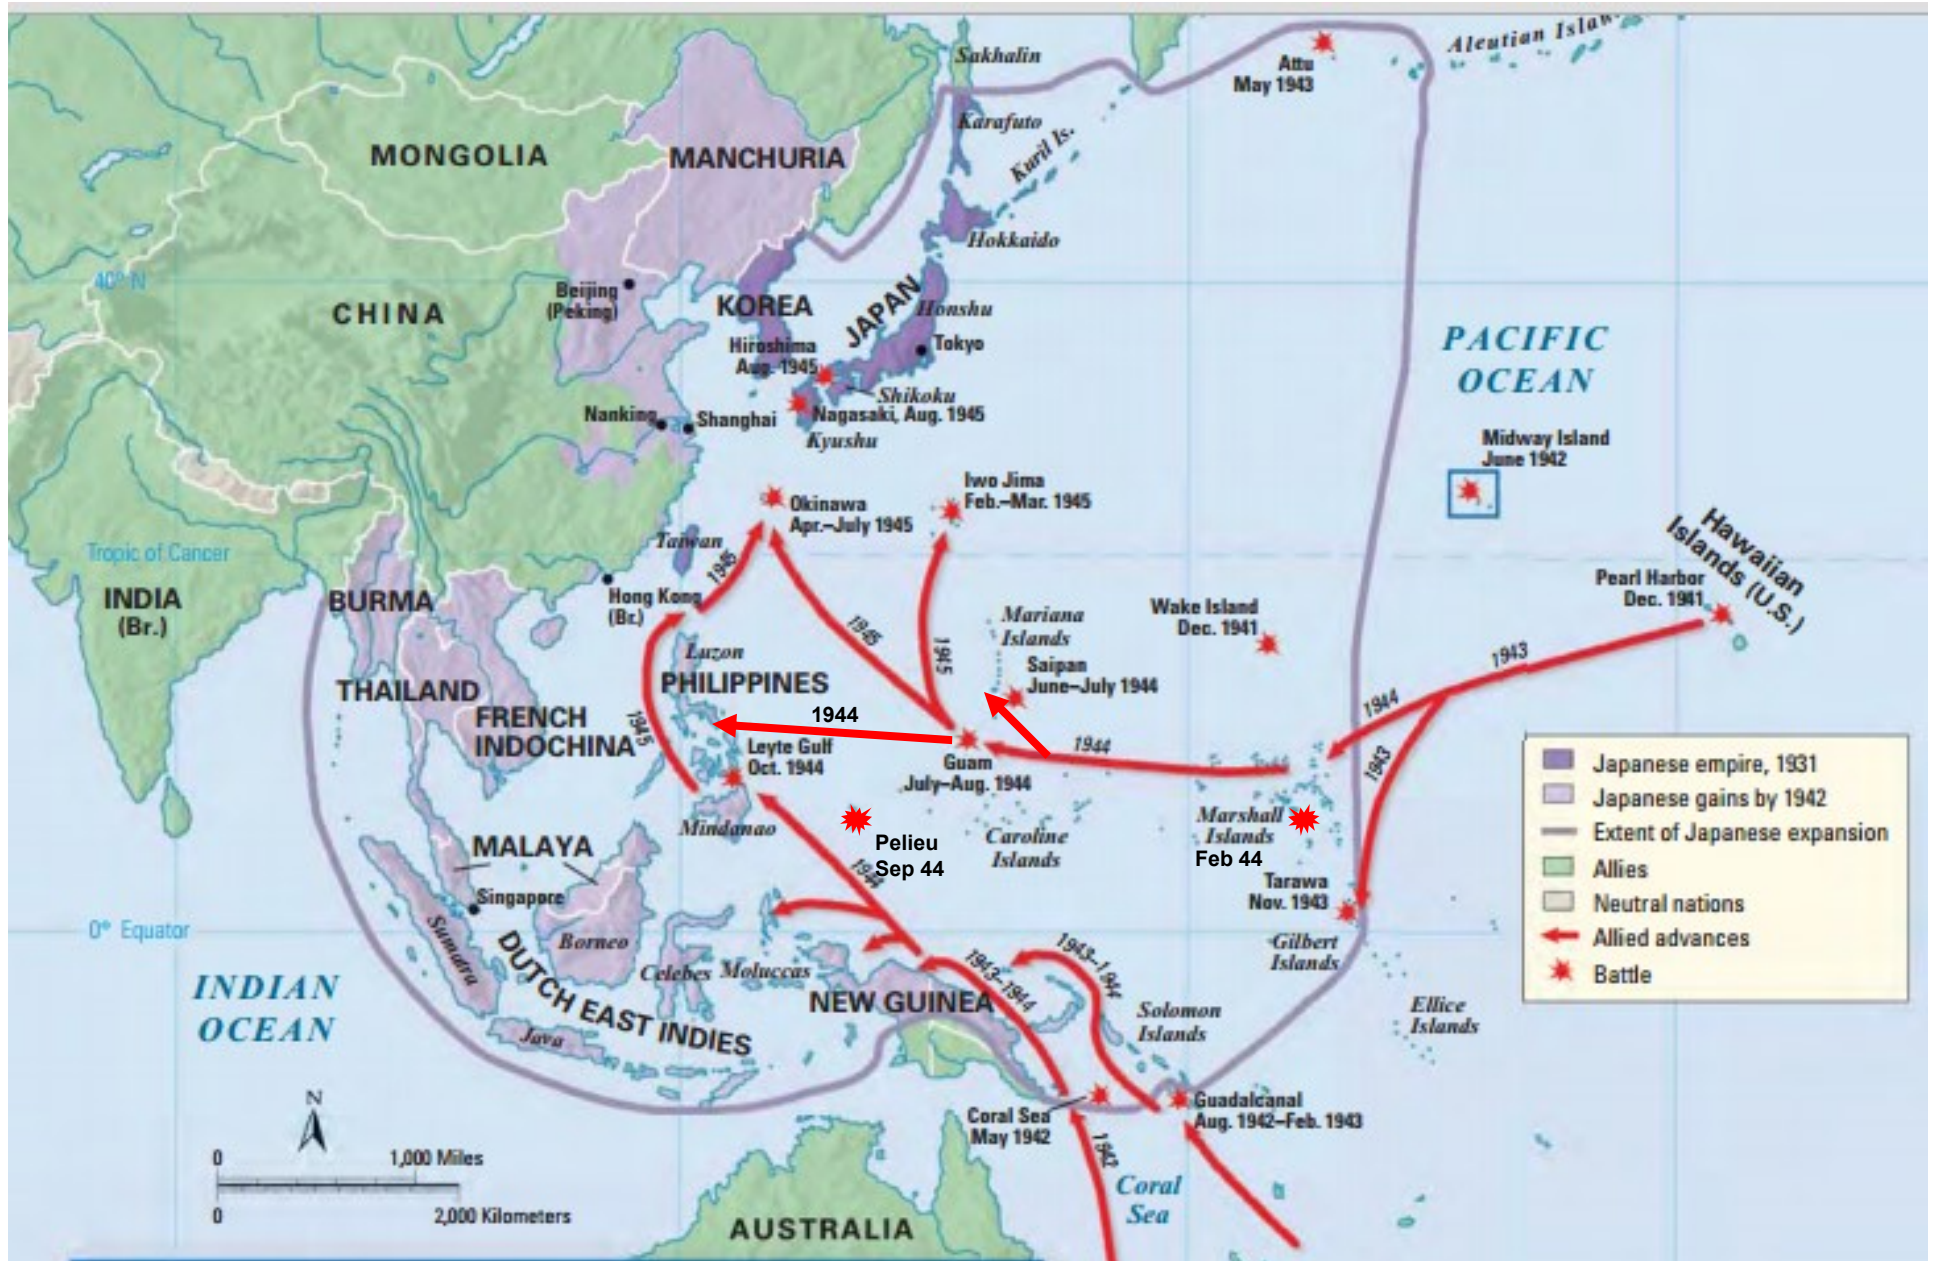 Aleutian Islan
Sakhalin
Attu
May 1943
Karafuto
Kuril Is.
MONGOLIA
MANCHURIA
Hokkaido
40° N
Beijing
(Peking)
CHINA
KOREA
JAPAN
Honshu
Tokyo
Hiroshima
Aug. 1945
Shikoku
Nagasaki, Aug. 1945
Kyushu
Nanking
Shanghai
PACIFIC
OCEAN
Midway Island
June 1942
Iwo Jima
Feb.–Mar. 1945
Okinawa
Apr.–July 1945
Taiwan
1945
Tropic of Cancer
INDIA
(Br.)
BURMA
Hong Kong
(Br.)
Hawaiian
Islands (U.S.)
Pearl Harbor
Dec. 1941
Wake Island
Dec. 1941
Mariana
Islands
Saipan
June–July 1944
1945
1945
Luzon
PHILIPPINES
1943
1944
1943
THAILAND
FRENCH
INDOCHINA
1945
1944
1944
Leyte Gulf
Oct. 1944
Guam
July–Aug. 1944
Mindanao
Pelieu
Sep 44
Caroline
Islands
Marshall
Islands
Feb 44
MALAYA
Singapore
1944
Tarawa
Nov. 1943
0° Equator
Sumatra
Borneo
Celebes
Moluccas
DUTCH EAST INDIES
Java
NEW GUINEA
1943–1944
1943–1944
Gilbert
Islands
Solomon
Islands
Ellice
Islands
INDIAN
OCEAN
Coral Sea
May 1942
Guadalcanal
Aug. 1942–Feb. 1943
1942
Coral
Sea
AUSTRALIA
N
0
1,000 Miles
0
2,000 Kilometers
Japanese empire, 1931
Japanese gains by 1942
Extent of Japanese expansion
Allies
Neutral nations
Allied advances
Battle